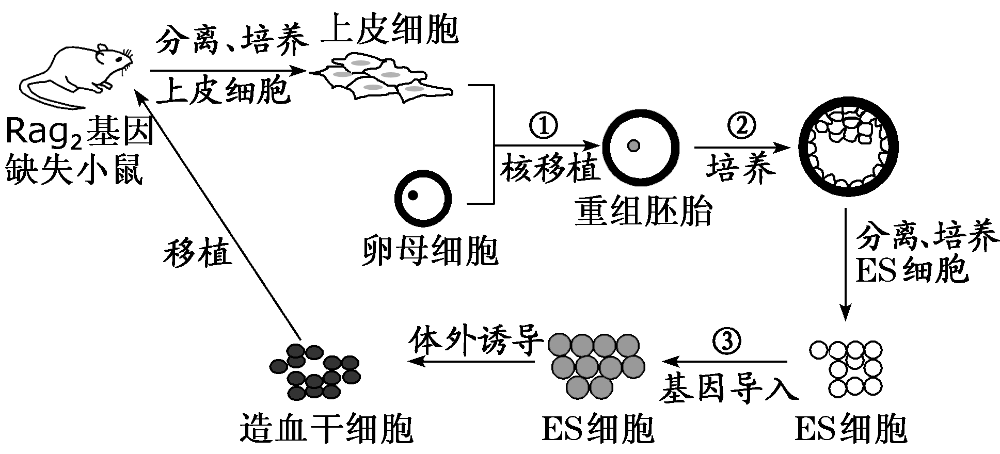 分离、培养
上皮细胞
上皮细胞
Rag₂基因
缺失小鼠
①
核移植
重组胚胎
②
培养
卵母细胞
移植
分离、培养
ES细胞
体外诱导
③
基因导入
造血干细胞
ES细胞
ES细胞